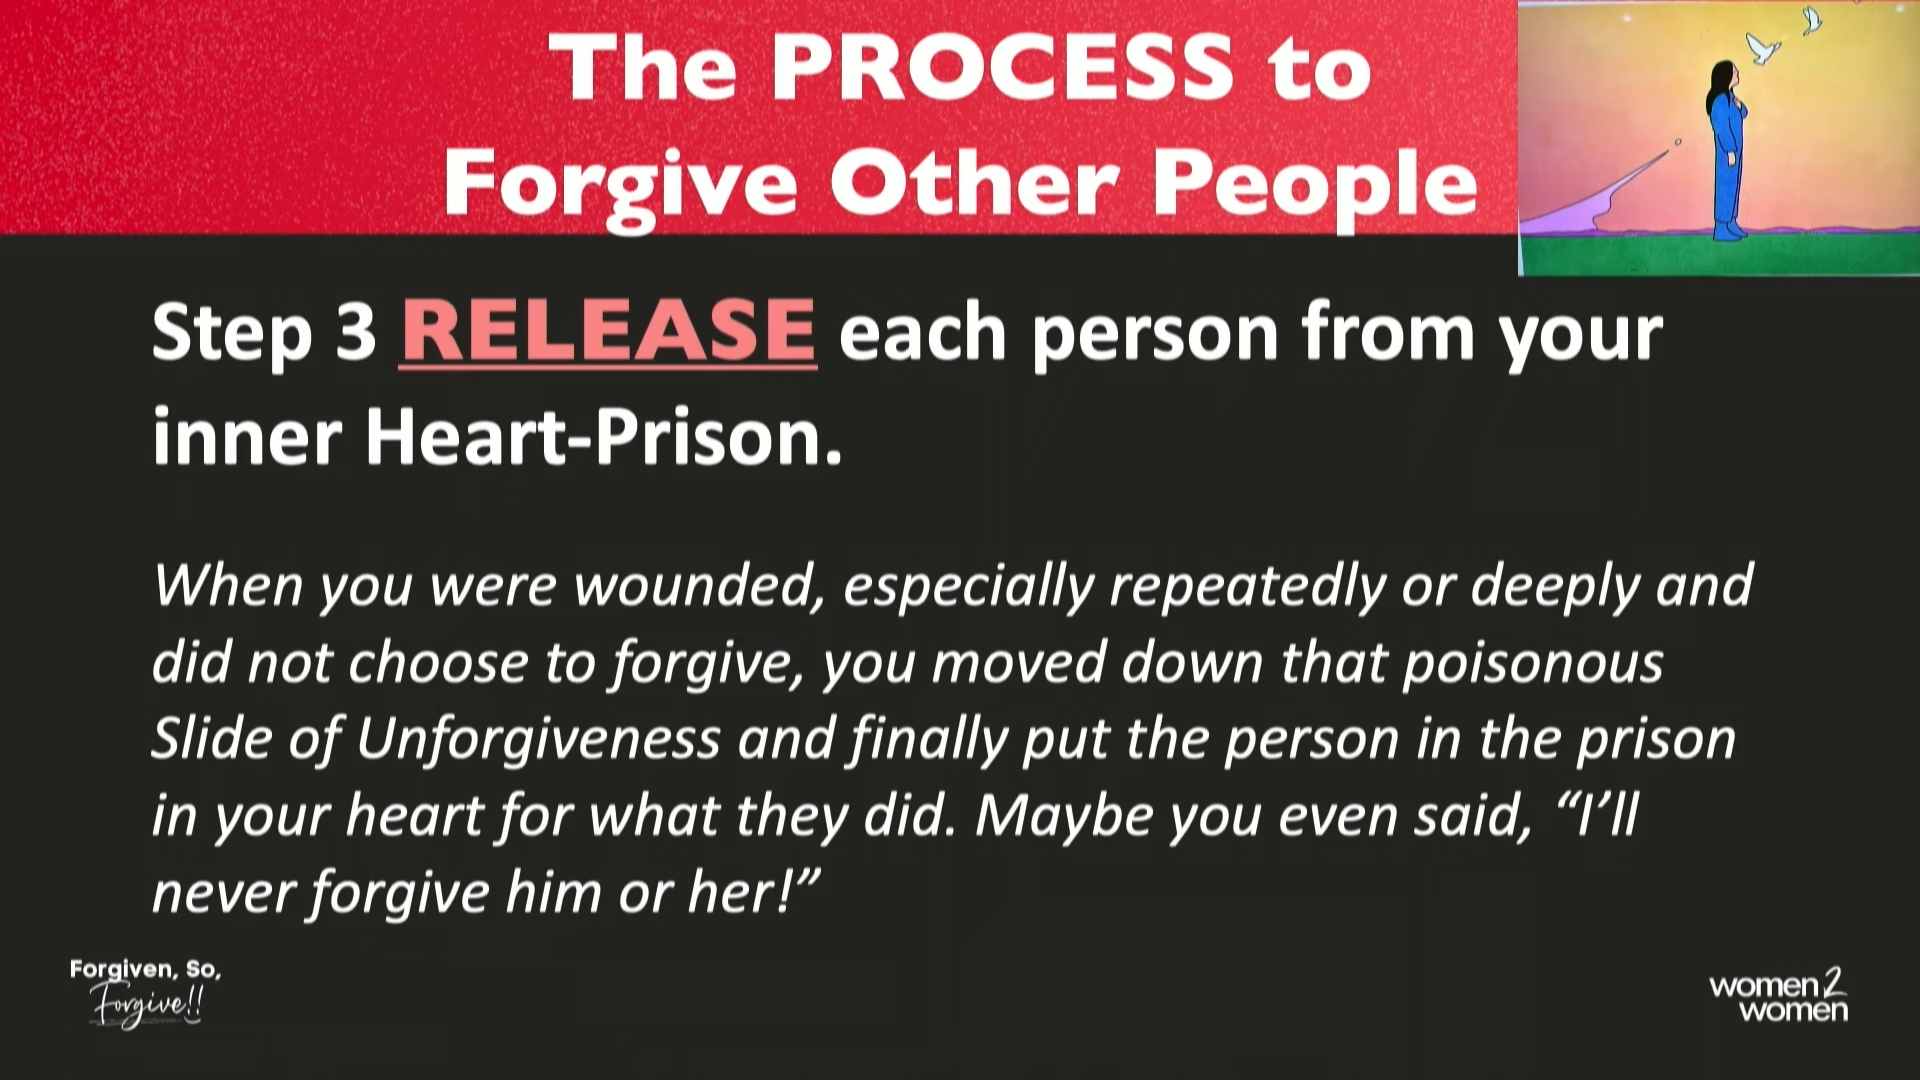 The PROCESS to
Forgive Other People
Step 3 RELEASE each person from your
inner Heart-Prison.
When you were wounded, especially repeatedly or deeply and
did not choose to forgive, you moved down that poisonous
Slide of Unforgiveness and finally put the person in the prison
in your heart for what they did. Maybe you even said, “I’ll
never forgive him or her!”
Forgiven, So,
Forgive!!
women2
women